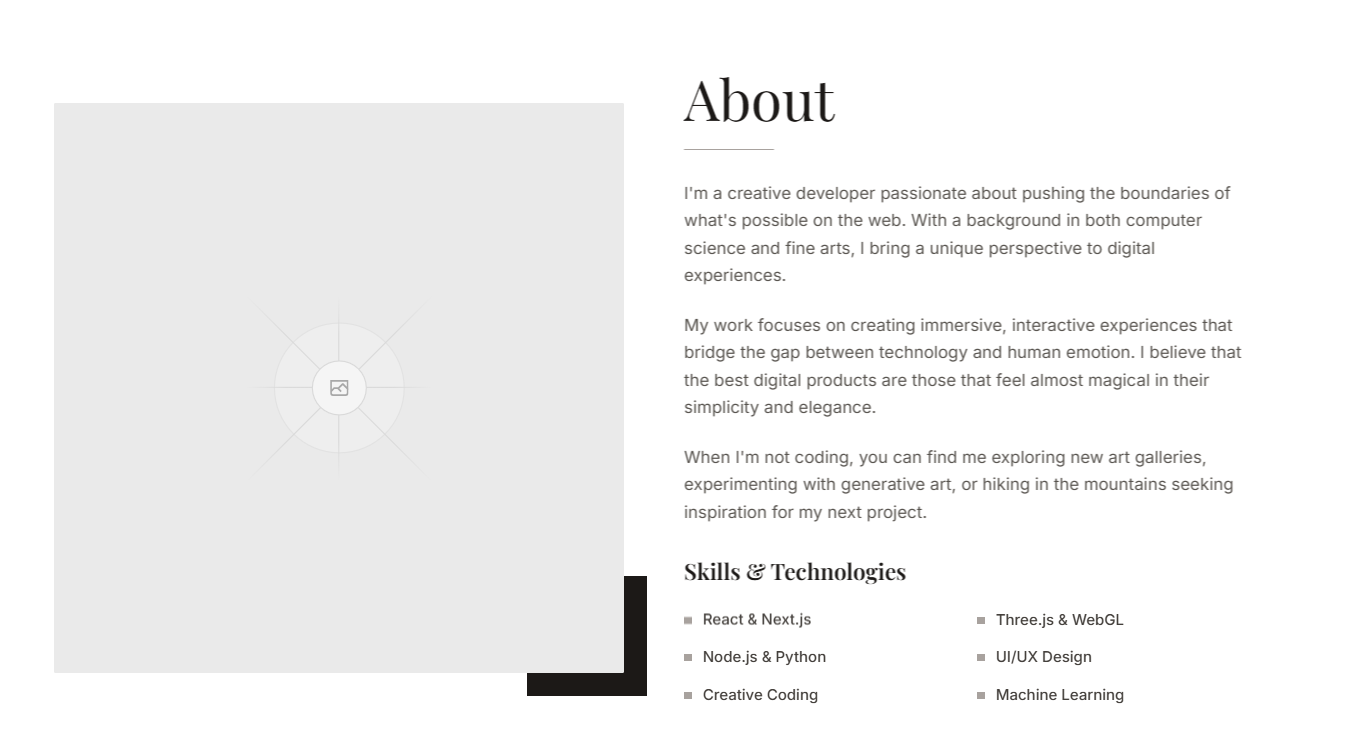 About
I'm a creative developer passionate about pushing the boundaries of
what's possible on the web. With a background in both computer
science and fine arts, I bring a unique perspective to digital
experiences.
My work focuses on creating immersive, interactive experiences that
bridge the gap between technology and human emotion. I believe that
the best digital products are those that feel almost magical in their
simplicity and elegance.
When I'm not coding, you can find me exploring new art galleries,
experimenting with generative art, or hiking in the mountains seeking
inspiration for my next project.
Skills & Technologies
React & Next.js
Three.js & WebGL
Node.js & Python
UI/UX Design
Creative Coding
Machine Learning